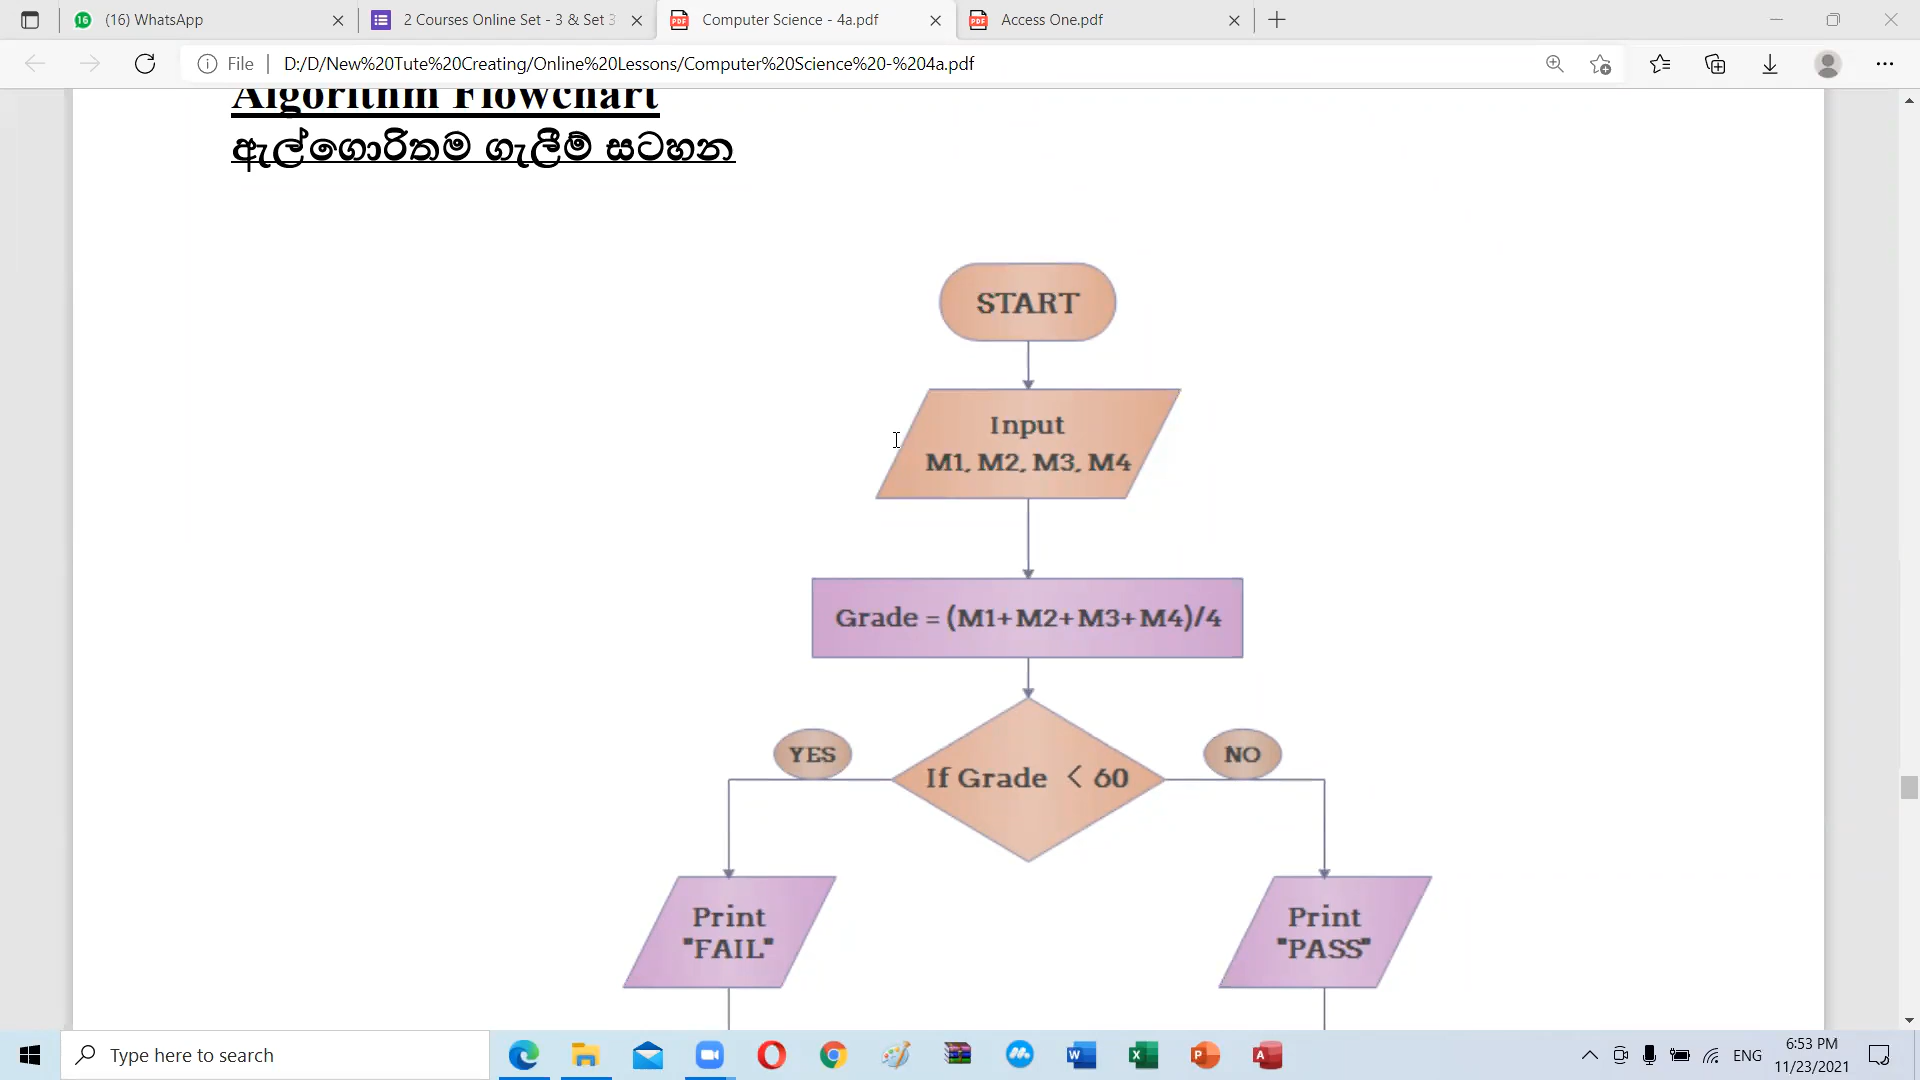 (16) WhatsApp
2 Courses Online Set - 3 & Set 3
Computer Science - 4a.pdf
Access One.pdf
File
D:/D/New%20Tute%20Creating/Online%20Lessons/Computer%20Science%20-%204a.pdf
Algorithm Flowchart
ඇල්ගොරිතම ගැලීම් සටහන
START
Input
M1, M2, M3, M4
Grade = (M1+M2+M3+M4)/4
YES
If Grade < 60
NO
Print
"FAIL"
Print
"PASS"
Type here to search
ENG
6:53 PM
11/23/2021